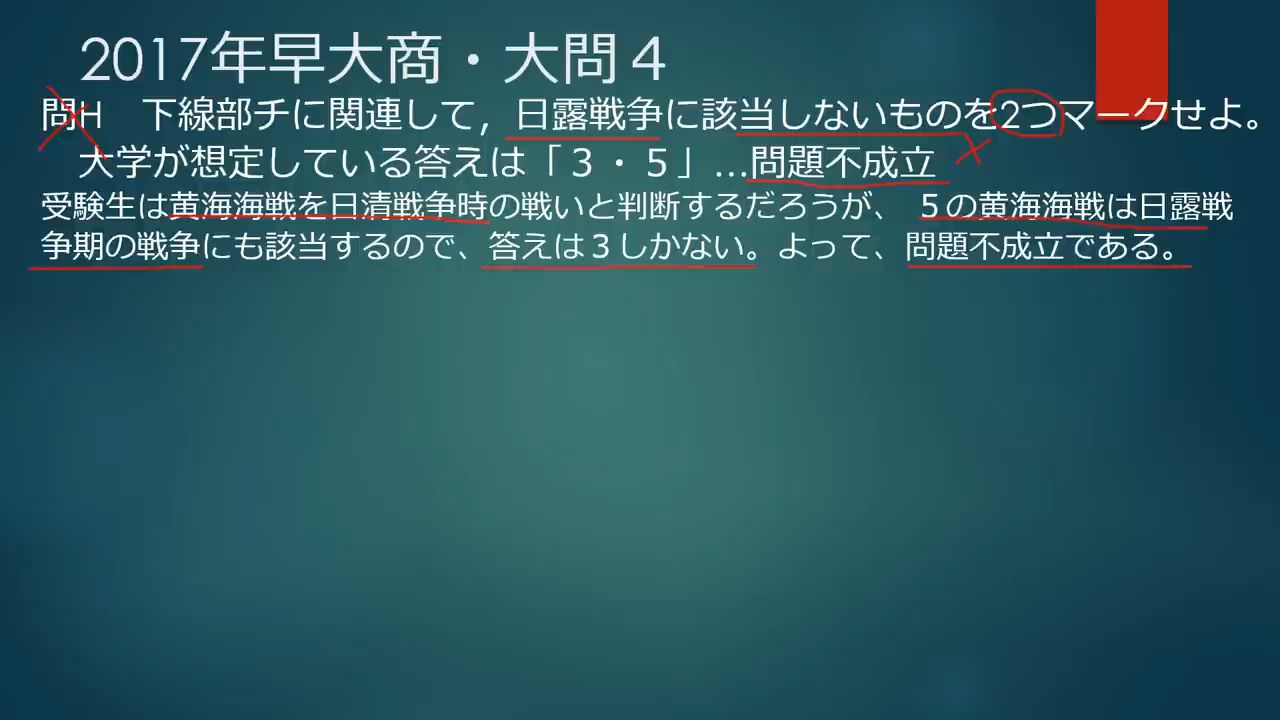 2017年早大商・大問４
問H　下線部チに関連して，日露戦争に該当しないものを2つマークせよ。
大学が想定している答えは「３・５」…問題不成立
受験生は黄海海戦を日清戦争時の戦いと判断するだろうが、 ５の黄海海戦は日露戦
争期の戦争にも該当するので、答えは３しかない。よって、問題不成立である。